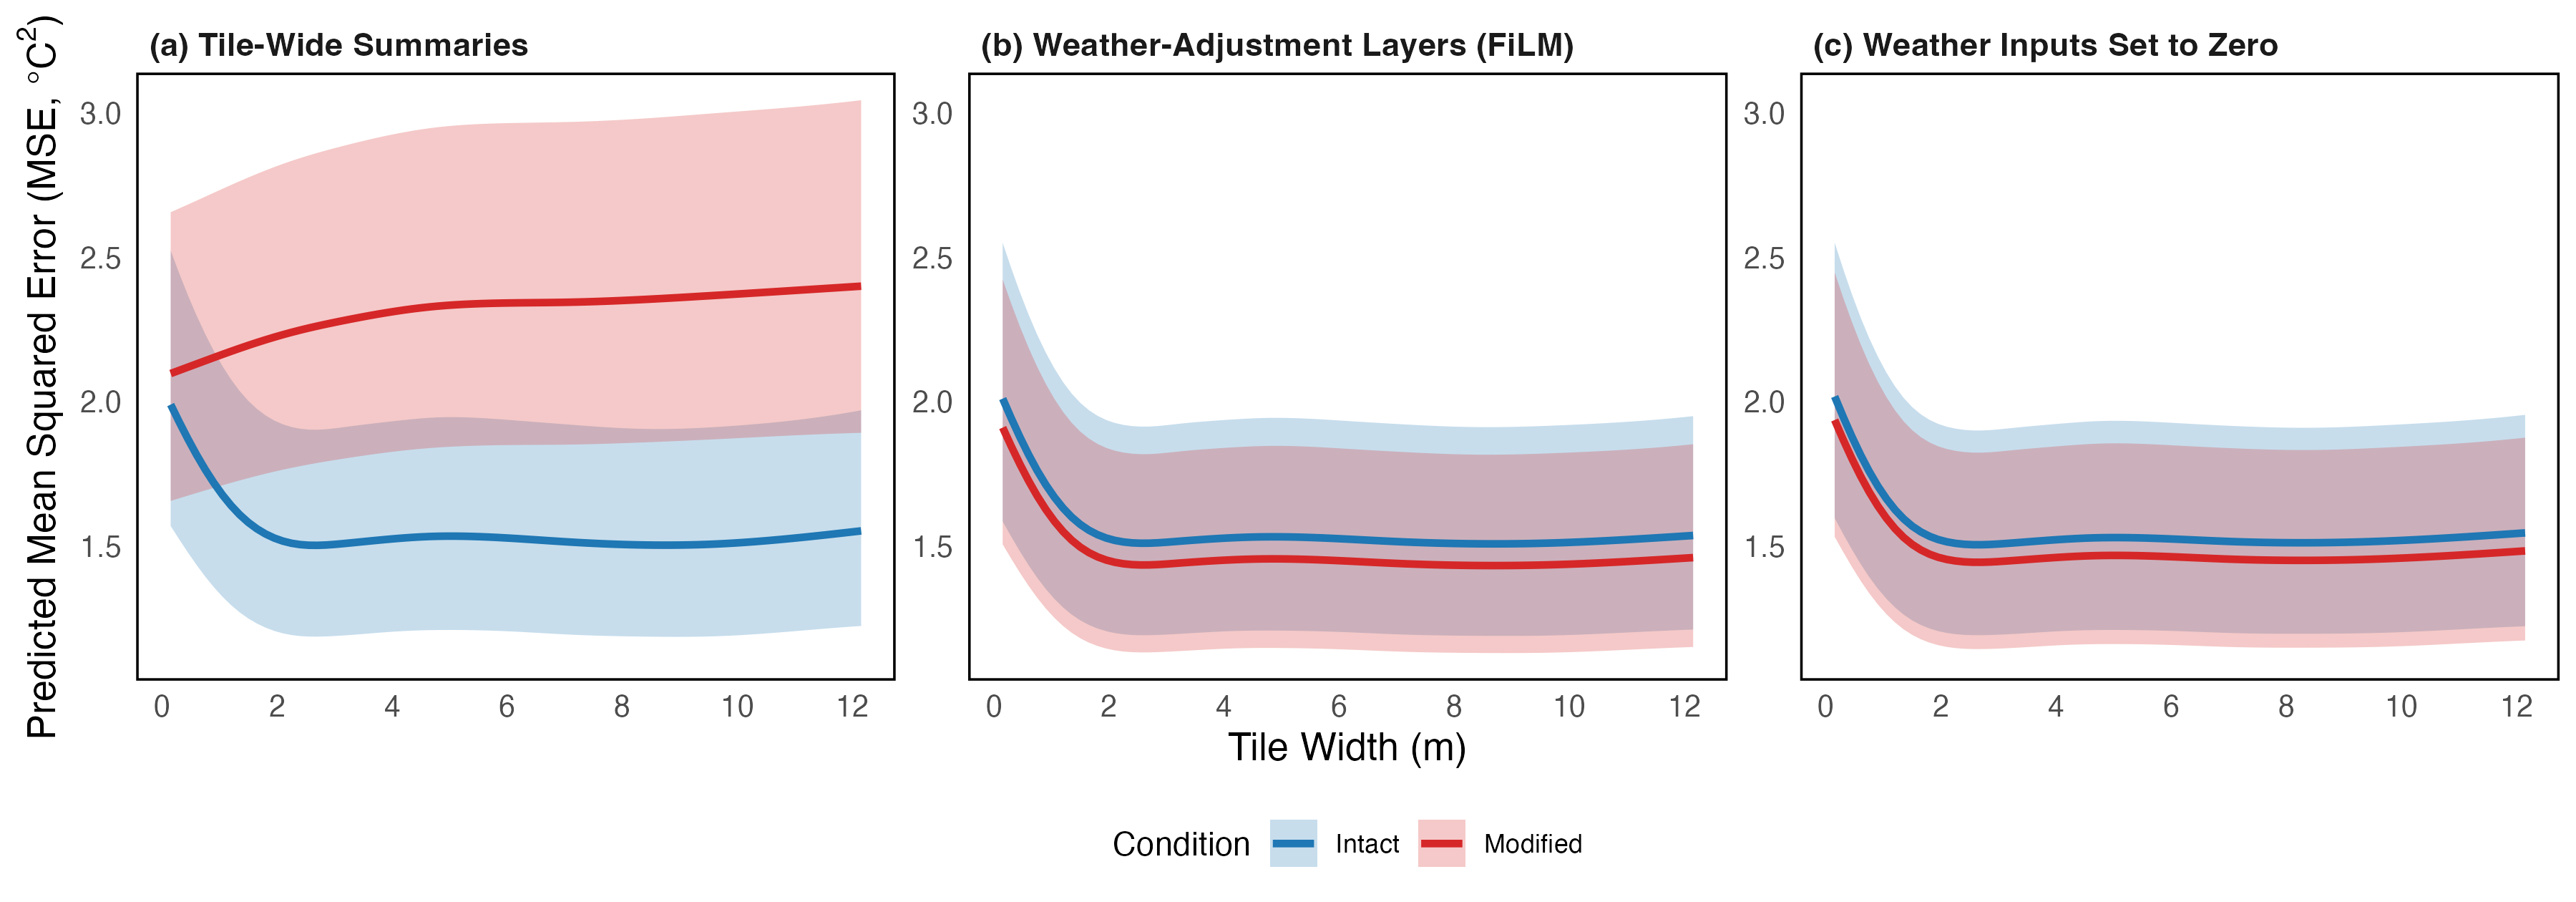 (a) Tile-Wide Summaries
(b) Weather-Adjustment Layers (FiLM)
(c) Weather Inputs Set to Zero
Predicted Mean Squared Error (MSE, °C²)
3.0
2.5
2.0
1.5
3.0
2.5
2.0
1.5
3.0
2.5
2.0
1.5
0 2 4 6 8 10 12
0 2 4 6 8 10 12
0 2 4 6 8 10 12
Tile Width (m)
Condition Intact Modified